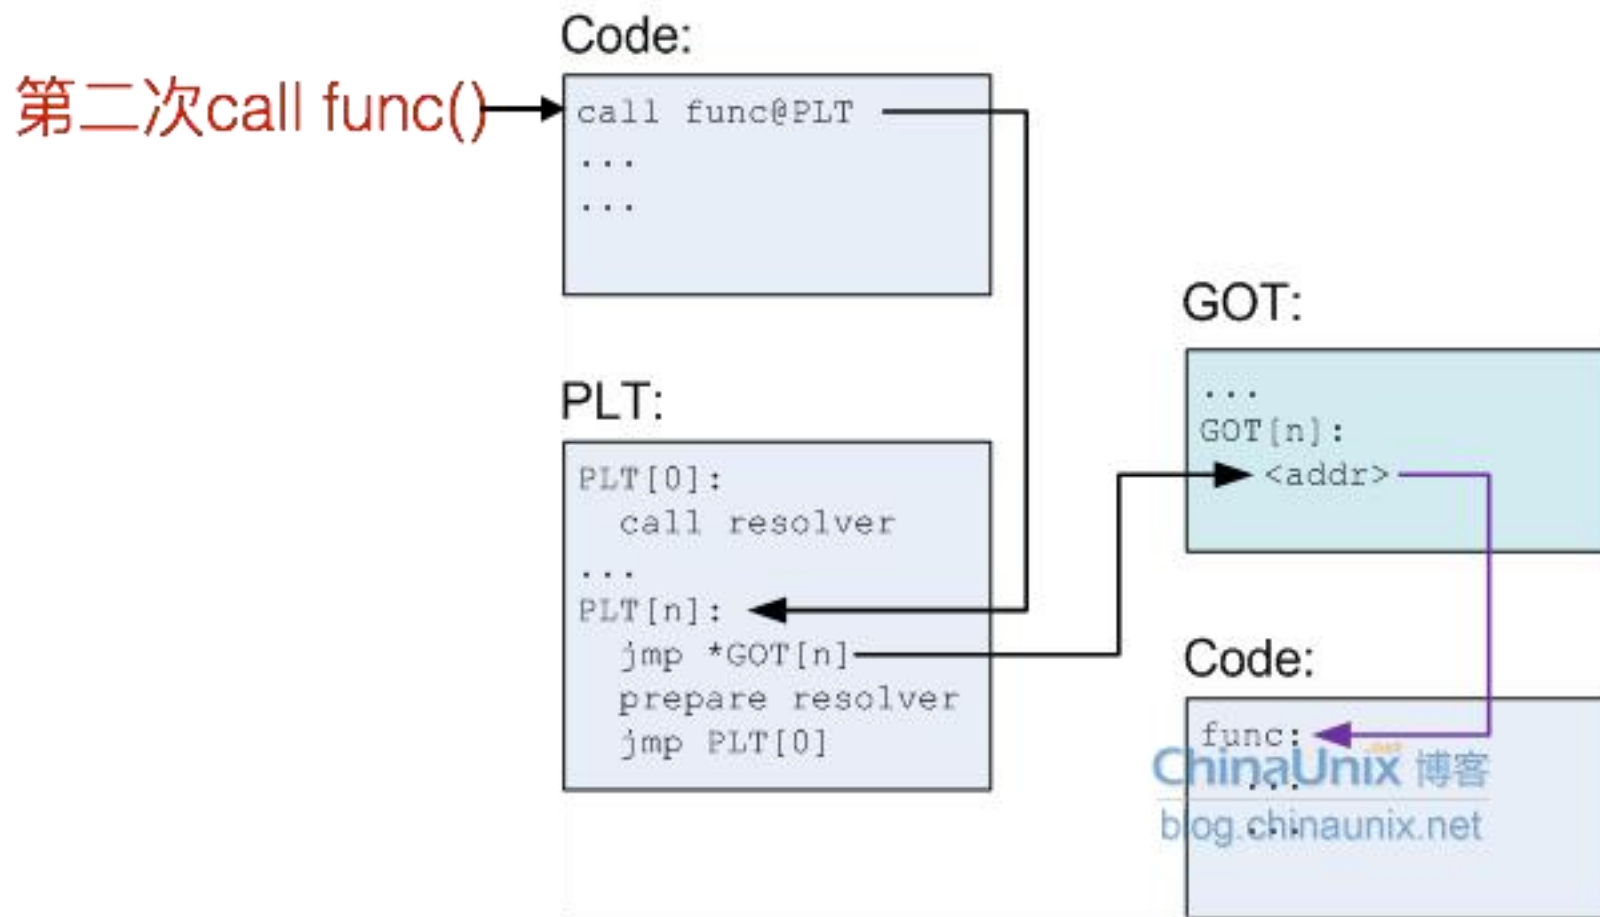 Code:
第二次call func()
call func@PLT
...
...
PLT:
PLT[0]:
call resolver
...
PLT[n]:
jmp *GOT[n]
prepare resolver
jmp PLT[0]
GOT:
...
GOT[n]:
<addr>
Code:
func:
...
...
ChinaUnix.net 博客
blog.chinaunix.net